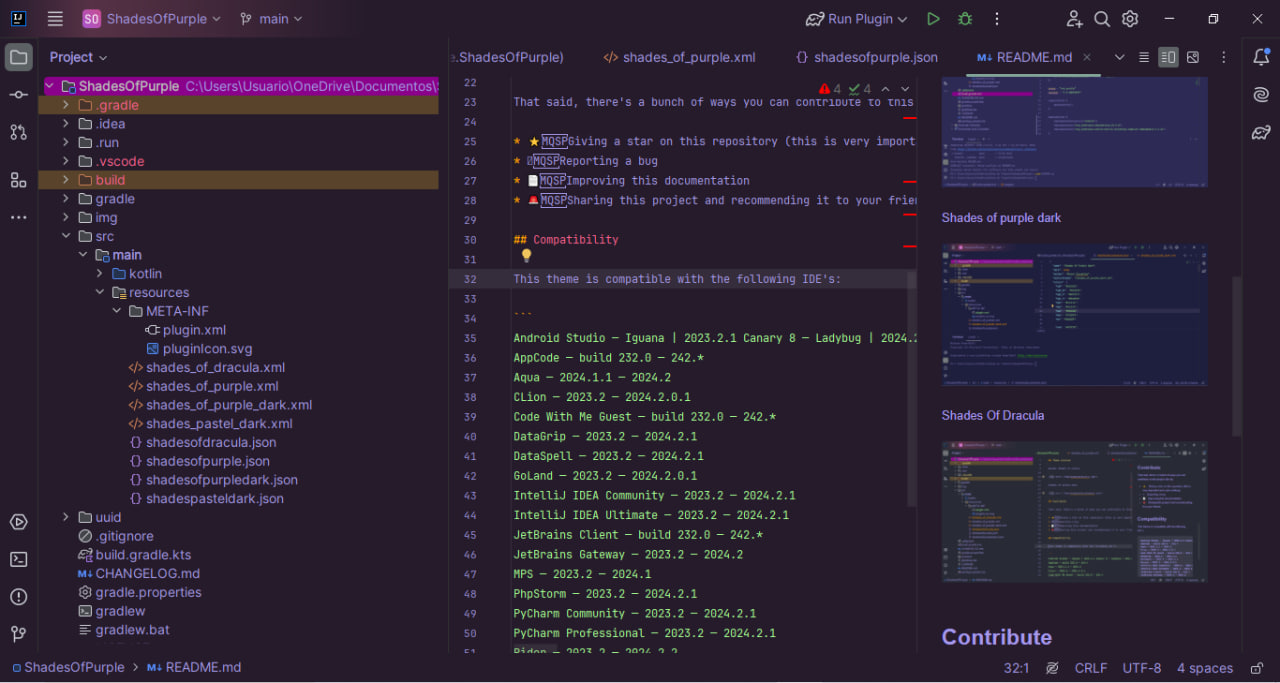 SO ShadesOfPurple main Run Plugin
Project
ShadesOfPurple C:\Users\Usuario\OneDrive\Documentos\
.gradle
.idea
.run
.vscode
build
gradle
img
src
main
kotlin
resources
META-INF
plugin.xml
pluginIcon.svg
shades_of_dracula.xml
shades_of_purple.xml
shades_of_purple_dark.xml
shades_pastel_dark.xml
shadesofdracula.json
shadesofpurple.json
shadesofpurpledark.json
shadespasteldark.json
uuid
.gitignore
build.gradle.kts
CHANGELOG.md
gradle.properties
gradlew
gradlew.bat
.ShadesOfPurple) shades_of_purple.xml shadesofpurple.json README.md
4 4
22
23 That said, there's a bunch of ways you can contribute to this
24
25 * ⭐MQSPGiving a star on this repository (this is very import
26 * MQSPReporting a bug
27 * 📄MQSPImproving this documentation
28 * 🚨MQSPSharing this project and recommending it to your frien
29
30 ## Compatibility
31
32 This theme is compatible with the following IDE's:
33
34 ```
35 Android Studio — Iguana | 2023.2.1 Canary 8 — Ladybug | 2024.2
36 AppCode — build 232.0 — 242.*
37 Aqua — 2024.1.1 — 2024.2
38 CLion — 2023.2 — 2024.2.0.1
39 Code With Me Guest — build 232.0 — 242.*
40 DataGrip — 2023.2 — 2024.2.1
41 DataSpell — 2023.2 — 2024.2.1
42 GoLand — 2023.2 — 2024.2.0.1
43 IntelliJ IDEA Community — 2023.2 — 2024.2.1
44 IntelliJ IDEA Ultimate — 2023.2 — 2024.2.1
45 JetBrains Client — build 232.0 — 242.*
46 JetBrains Gateway — 2023.2 — 2024.2
47 MPS — 2023.2 — 2024.1
48 PhpStorm — 2023.2 — 2024.2.1
49 PyCharm Community — 2023.2 — 2024.2.1
50 PyCharm Professional — 2023.2 — 2024.2.1
51 Rider — 2023.2 — 2024.2.2
Shades of purple dark
Shades Of Dracula
Contribute
ShadesOfPurple > README.md 32:1 CRLF UTF-8 4 spaces